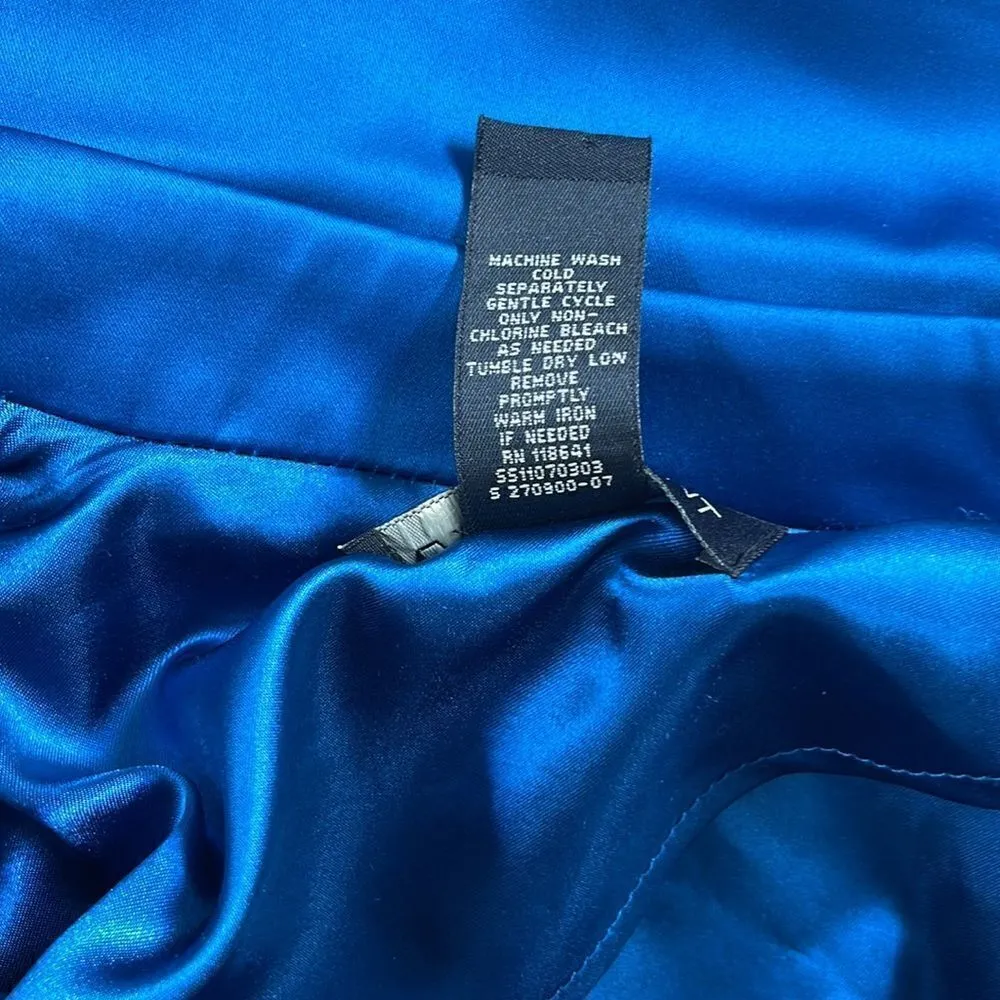 MACHINE WASH
COLD
SEPARATELY
GENTLE CYCLE
ONLY NON-
CHLORINE BLEACH
AS NEEDED
TUMBLE DRY LOW
REMOVE
PROMPTLY
WARM IRON
IF NEEDED
RN 118641
SS11070303
S 270900-07